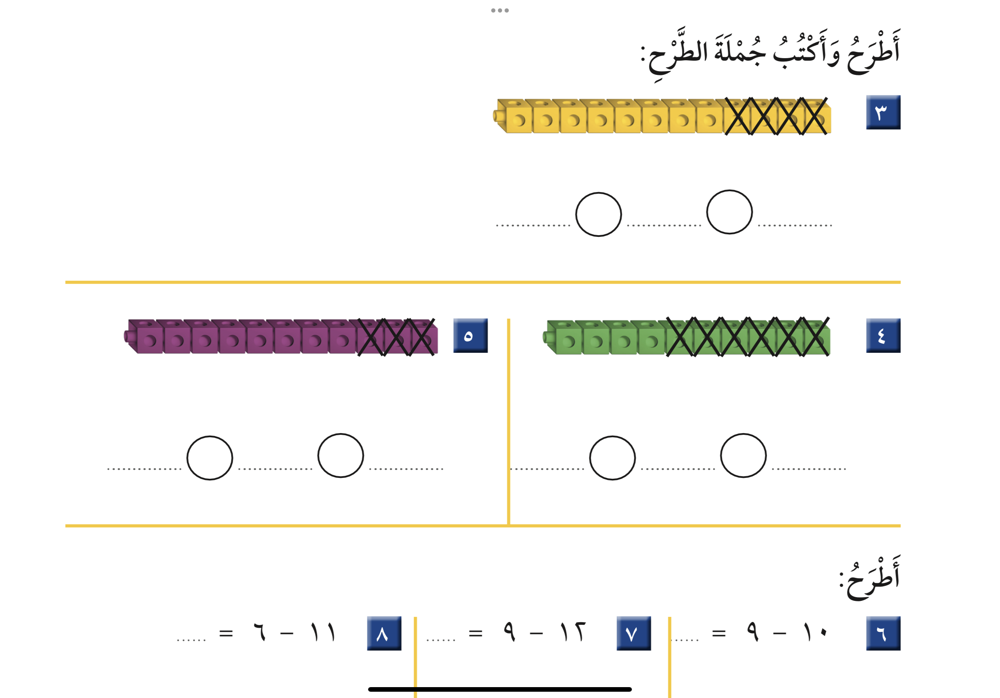 أَطْرَحُ وَأَكْتُبُ جُمْلَةَ الطَّرْحِ:
٣
٤
٥
أَطْرَحُ:
٦ ١٠ − ٩ = ......
٧ ١٢ − ٩ = ......
٨ ١١ − ٦ = ......